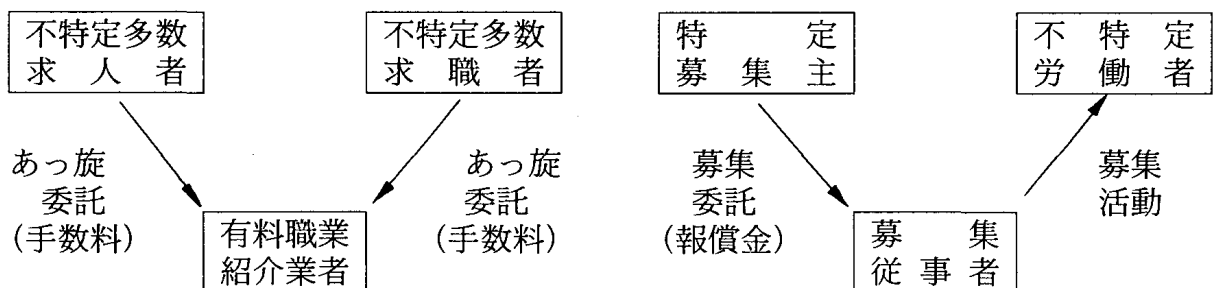 不特定多数
求人者
不特定多数
求職者
特定
募集主
不特定
労働者
あっ旋
委託
(手数料)
あっ旋
委託
(手数料)
募集
委託
(報償金)
募集
活動
有料職業
紹介業者
募集
従事者